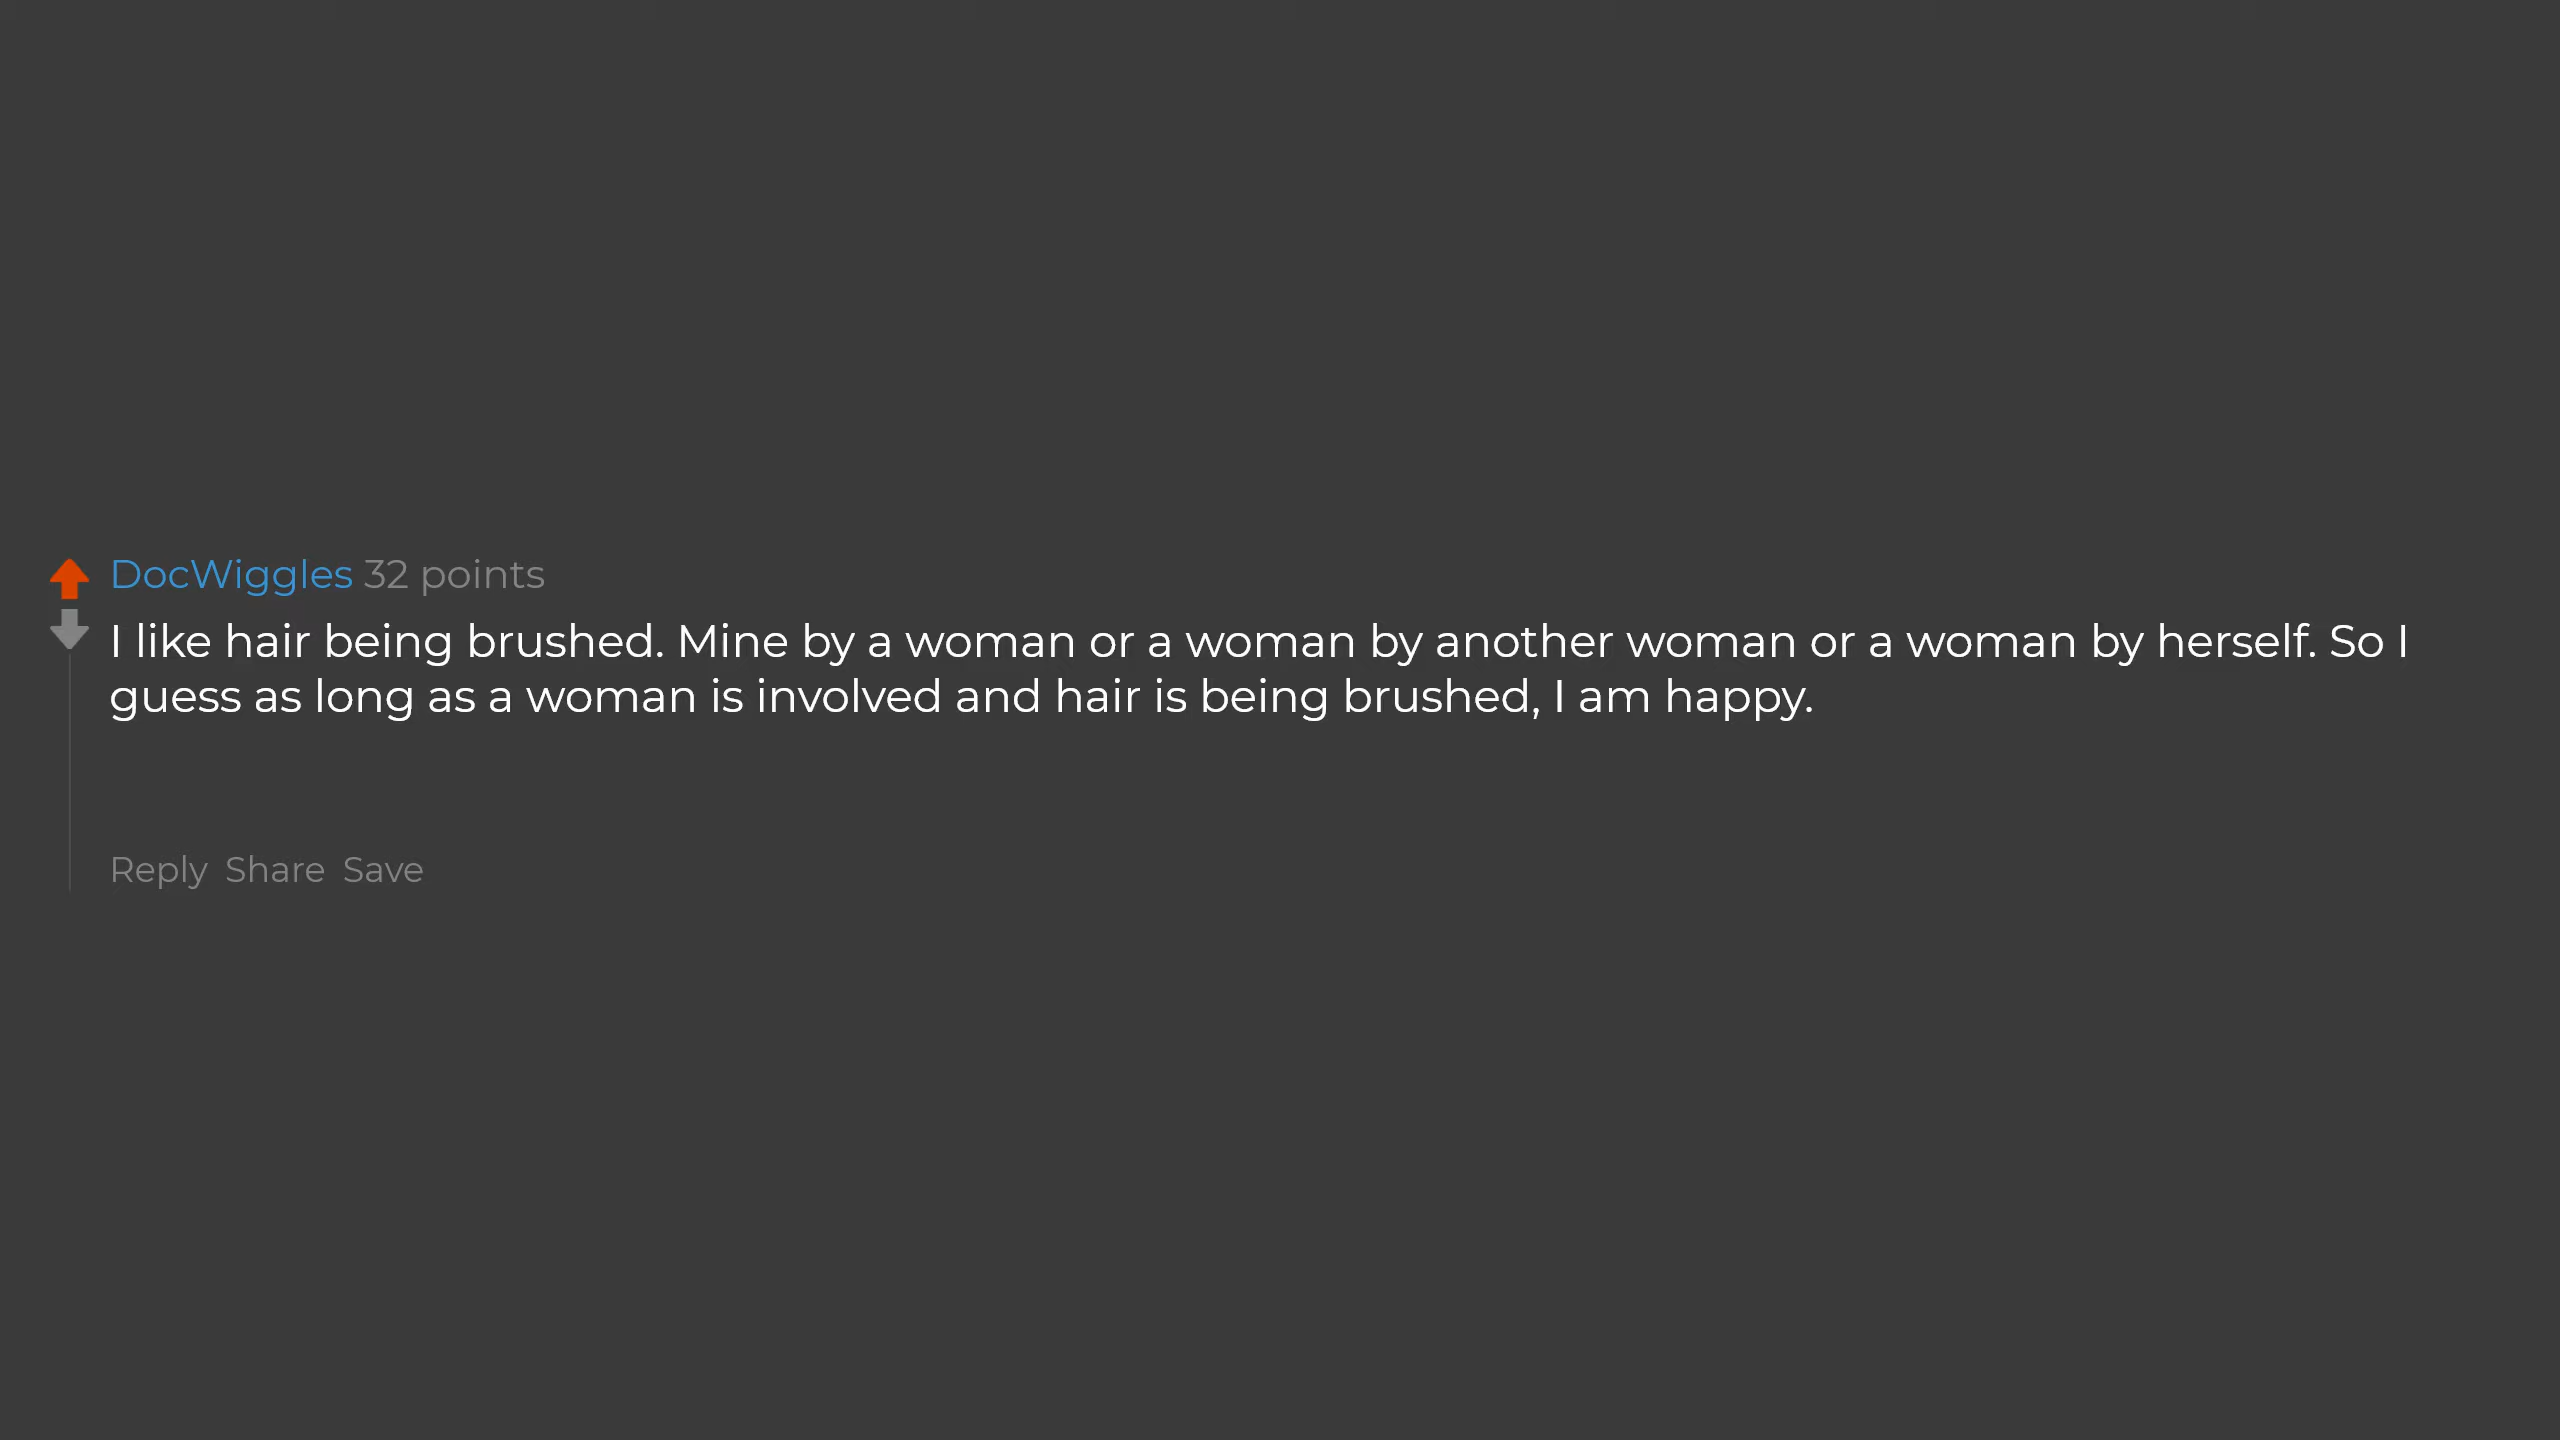 DocWiggles 32 points
I like hair being brushed. Mine by a woman or a woman by another woman or a woman by herself. So I
guess as long as a woman is involved and hair is being brushed, I am happy.
Reply Share Save